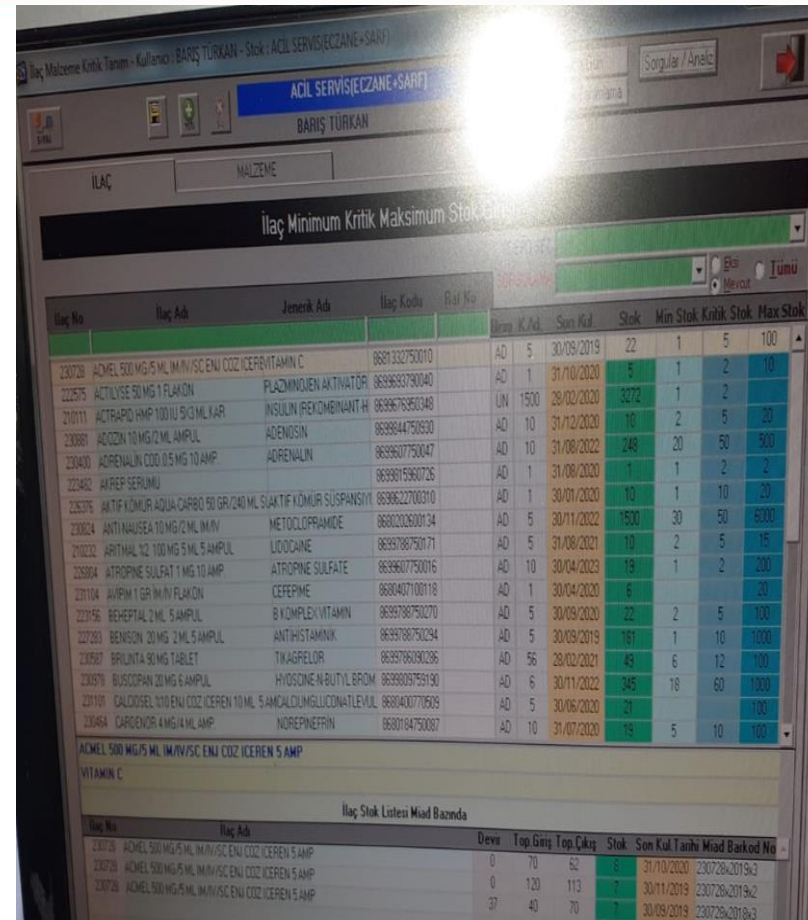 İlaç Malzeme Kritik Tanım - Kullanıcı : BARIŞ TÜRKAN - Stok : ACİL SERVİS(ECZANE+SARF)
ACİL SERVİS(ECZANE+SARF)
Sorgular / Analiz
BARIŞ TÜRKAN
İLAÇ MALZEME
İlaç Minimum Kritik Maksimum Stok
Eksi Mevcut Tümü
İlaç No İlaç Adı Jenerik Adı İlaç Kodu Raf No Birim K.Ad. Son Kul. Stok Min Stok Kritik Stok Max Stok
230728 ACMEL 500 MG/5 ML IM/IV/SC ENJ COZ ICEREVITAMIN C 8681332750010 AD 5 30/09/2019 22 1 5 100
222575 ACTILYSE 50 MG 1 FLAKON PLAZMINOJEN AKTIVATÖR 8699693790040 AD 1 31/10/2020 5 1 2 10
210111 ACTRAPID HMP 100 IU 5X3 ML KAR INSULIN (REKOMBINANT-H 8699676950348 ÜN 1500 28/02/2020 3272 1 2
230881 ADOZIN 10 MG/2 ML AMPUL ADENOSİN 8699844750930 AD 10 31/12/2020 10 2 5 20
230400 ADRENALIN COD 0.5 MG 10 AMP. ADRENALIN 8699607750047 AD 10 31/08/2022 248 20 50 500
223482 AKREP SERUMU 8699815960726 AD 1 31/08/2020 1 1 2 2
226376 AKTIF KÖMUR AQUA-CARBO 50 GR/240 ML SUAKTIF KÖMÜR SÜSPANSIYI 8699622700310 AD 1 30/01/2020 10 1 10 20
230824 ANTI NAUSEA 10 MG/2 ML IM/IV METOCLOPRAMIDE 8680202600134 AD 5 30/11/2022 1500 30 50 6000
210232 ARITMAL %2 100 MG 5 ML 5 AMPUL LIDOCAINE 8699788750171 AD 5 31/08/2021 10 2 5 15
226804 ATROPINE SULFAT 1 MG 10 AMP. ATROPINE SULFATE 8699607750016 AD 10 30/04/2023 19 1 2 200
231104 AVIPIM 1 GR IM/IV FLAKON CEFEPIME 8680407100118 AD 1 30/04/2020 6 20
223156 BEHEPTAL 2 ML 5 AMPUL B KOMPLEX VITAMIN 8699788750270 AD 5 30/09/2020 22 2 5 100
227393 BENISON 20 MG 2 ML 5 AMPUL ANTIHISTAMINIK 8699788750294 AD 5 30/09/2019 161 1 10 1000
230587 BRILINTA 90 MG TABLET TIKAGRELOR 8699786090286 AD 56 28/02/2021 49 6 12 100
230978 BUSCOPAN 20 MG 6 AMPUL HYOSCINE-N-BUTYL BROM 8699809759190 AD 6 30/11/2022 345 18 60 1000
231101 CALCIOSEL %10 ENJ COZ ICEREN 10 ML 5 AMCALCIUMGLUCONATLEVUL 8680400770509 AD 5 30/06/2020 21 100
230464 CARDENOR 4 MG/4 ML AMP. NOREPINEFRİN 8680184750087 AD 10 31/07/2020 19 5 10 100
ACMEL 500 MG/5 ML IM/IV/SC ENJ COZ ICEREN 5 AMP
VITAMIN C
İlaç Stok Listesi Miad Bazında
İlaç No İlaç Adı Devir Top.Giriş Top.Çıkış Stok Son Kul.Tarihi Miad Barkod No
230728 ACMEL 500 MG/5 ML IM/IV/SC ENJ COZ ICEREN 5 AMP 0 70 62 8 31/10/2020 230728x2019x3
230728 ACMEL 500 MG/5 ML IM/IV/SC ENJ COZ ICEREN 5 AMP 0 120 113 7 30/11/2019 230728x2019x2
230728 ACMEL 500 MG/5 ML IM/IV/SC ENJ COZ ICEREN 5 AMP 37 40 70 7 30/09/2019 230728x2018x3